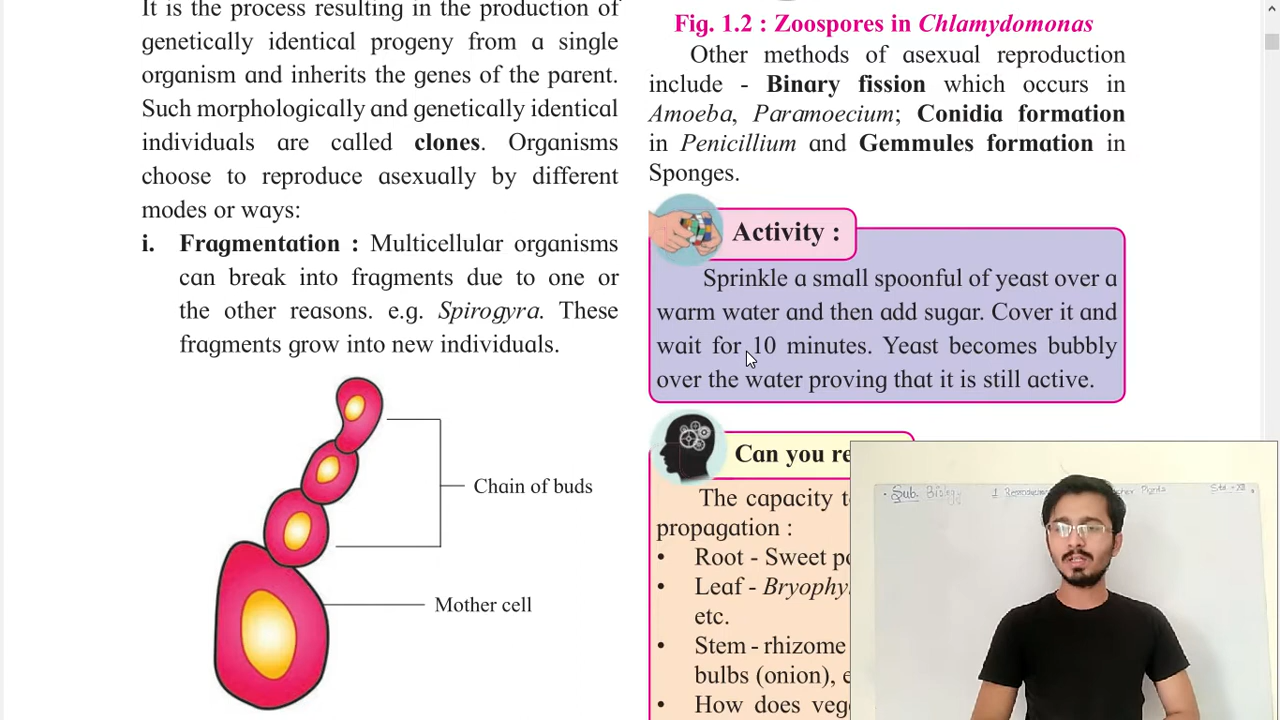 It is the process resulting in the production of
genetically identical progeny from a single
organism and inherits the genes of the parent.
Such morphologically and genetically identical
individuals are called clones. Organisms
choose to reproduce asexually by different
modes or ways:
i. Fragmentation : Multicellular organisms
can break into fragments due to one or
the other reasons. e.g. Spirogyra. These
fragments grow into new individuals.
Chain of buds
Mother cell
Fig. 1.2 : Zoospores in Chlamydomonas
Other methods of asexual reproduction
include - Binary fission which occurs in
Amoeba, Paramoecium; Conidia formation
in Penicillium and Gemmules formation in
Sponges.
Activity :
Sprinkle a small spoonful of yeast over a
warm water and then add sugar. Cover it and
wait for 10 minutes. Yeast becomes bubbly
over the water proving that it is still active.
Can you re
The capacity t
propagation :
• Root - Sweet po
• Leaf - Bryophy
etc.
Stem - rhizome
bulbs (onion), e
• How does veg
Sub. Biology
Plants
Std